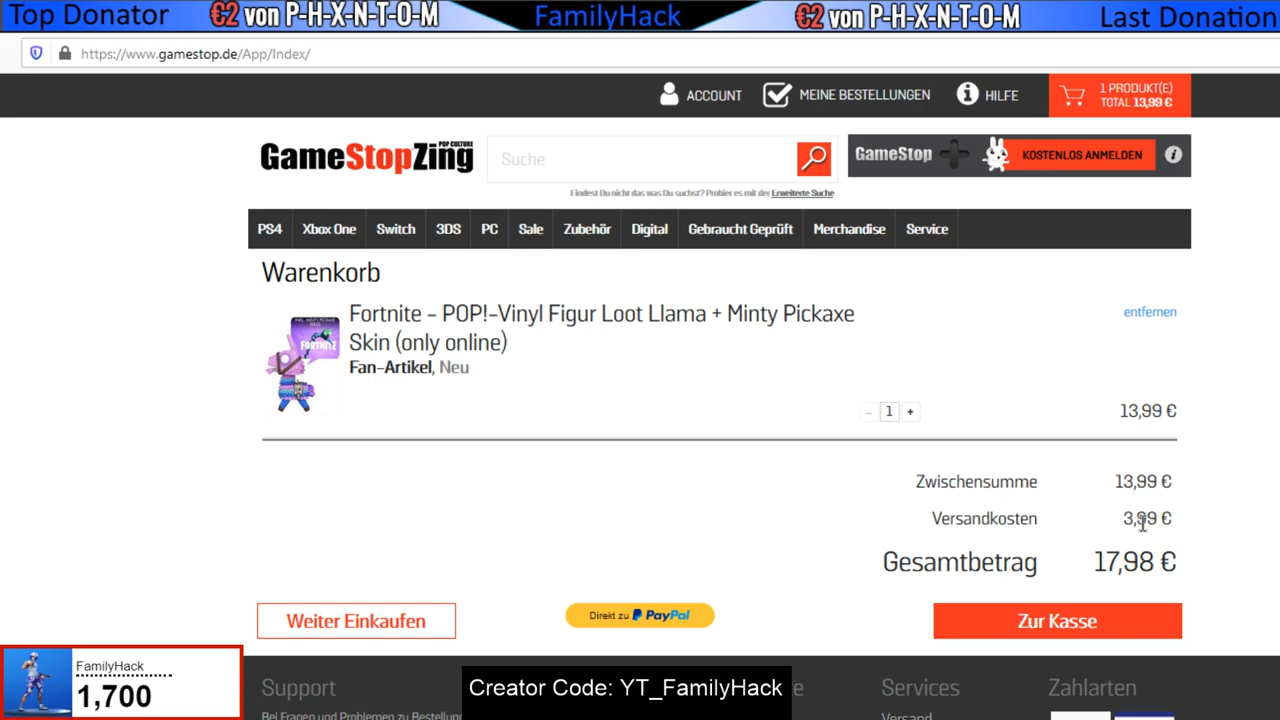 Top Donator €2 von P-H-X-N-T-O-M FamilyHack €2 von P-H-X-N-T-O-M Last Donation
https://www.gamestop.de/App/Index/
ACCOUNT MEINE BESTELLUNGEN HILFE
1 PRODUKT(E)
TOTAL 13,99 €
POP CULTURE
GameStopZing
Suche
GameStop KOSTENLOS ANMELDEN
Findest Du nicht das was Du suchst? Probier es mit der Erweiterte Suche
PS4 Xbox One Switch 3DS PC Sale Zubehör Digital Gebraucht Geprüft Merchandise Service
Warenkorb
Fortnite - POP!-Vinyl Figur Loot Llama + Minty Pickaxe
Skin (only online)
entfernen
Fan-Artikel, Neu
FORTNITE
- 1 + 13,99 €
Zwischensumme 13,99 €
Versandkosten 3,99 €
Gesamtbetrag 17,98 €
Weiter Einkaufen Direkt zu PayPal Zur Kasse
FamilyHack
1,700
Support Services Zahlarten
Creator Code: YT_FamilyHack
Bei Fragen und Problemen zu Bestellung
Versand